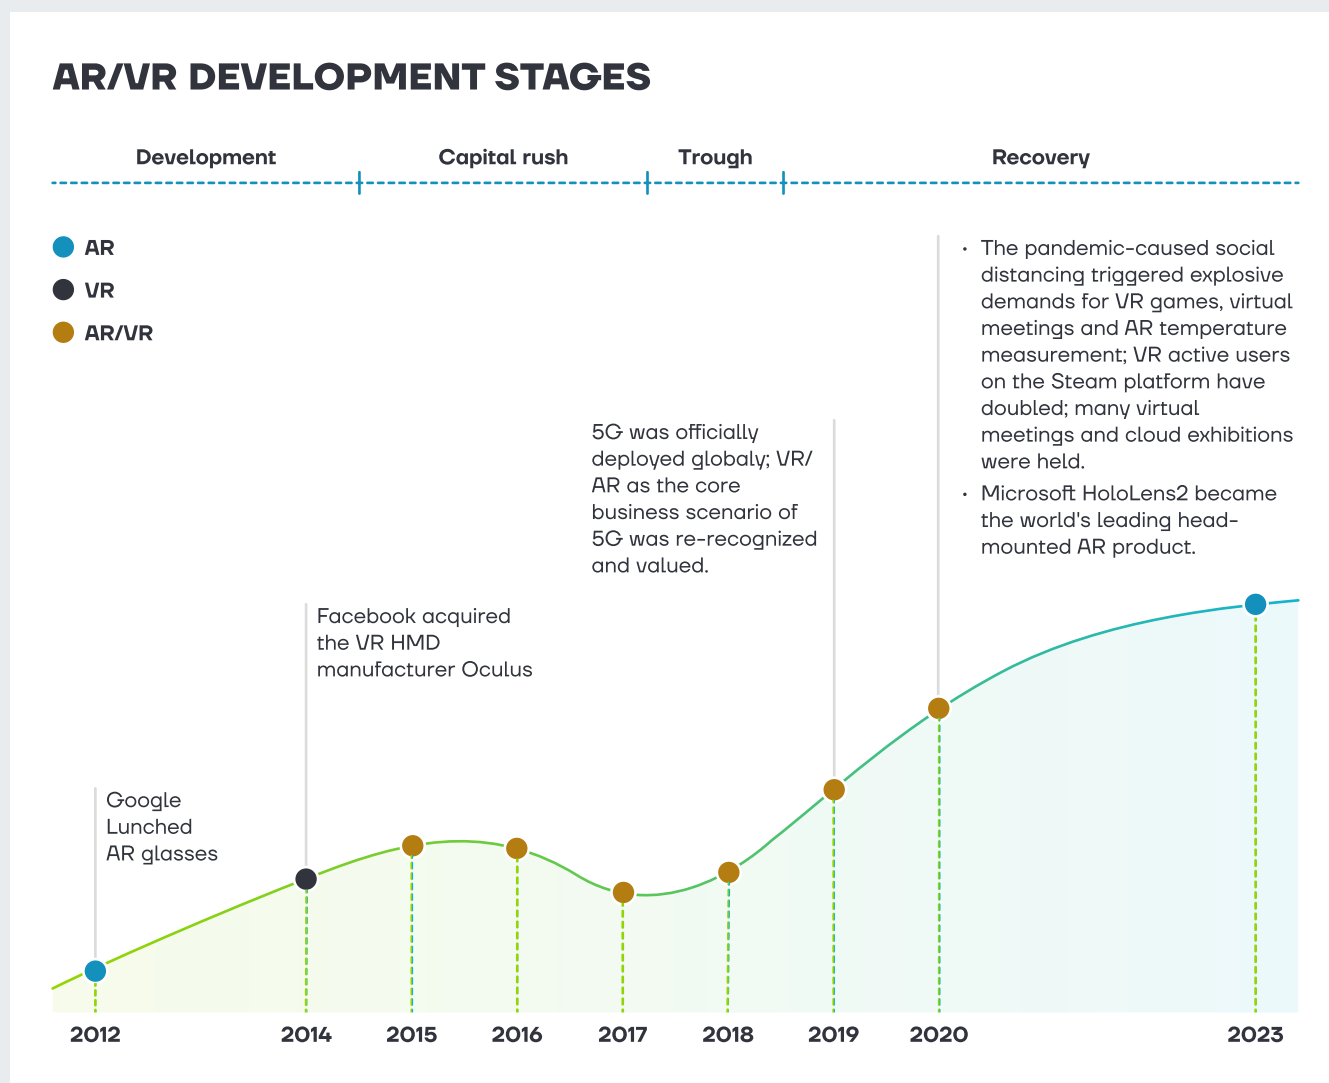 AR/VR DEVELOPMENT STAGES
Development
Capital rush
Trough
Recovery
AR
VR
AR/VR
• The pandemic-caused social
distancing triggered explosive
demands for VR games, virtual
meetings and AR temperature
measurement; VR active users
on the Steam platform have
doubled; many virtual
meetings and cloud exhibitions
were held.
• Microsoft HoloLens2 became
the world's leading head-
mounted AR product.
5G was officially
deployed globaly; VR/
AR as the core
business scenario of
5G was re-recognized
and valued.
Facebook acquired
the VR HMD
manufacturer Oculus
Google
Lunched
AR glasses
2012
2014
2015
2016
2017
2018
2019
2020
2023